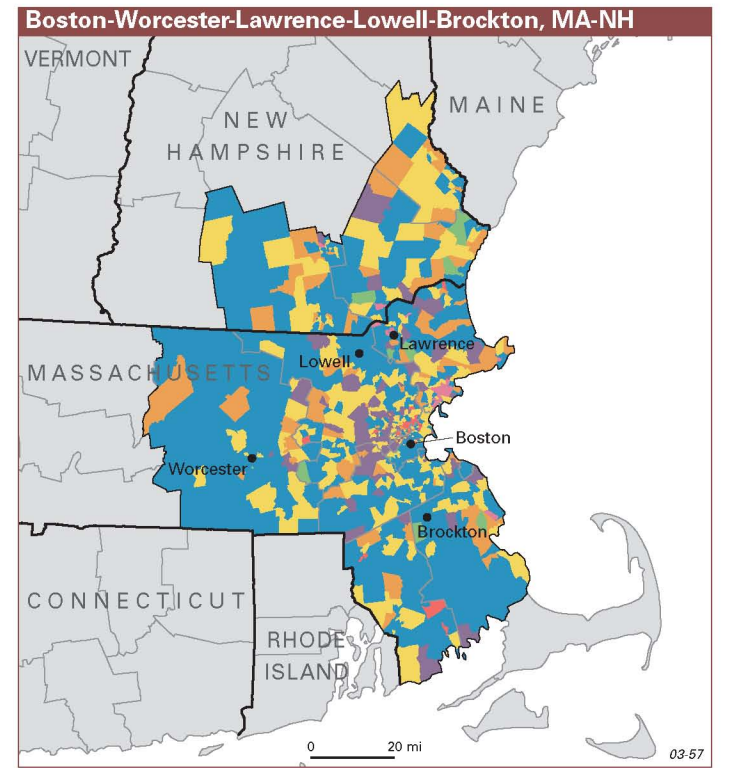 Boston-Worcester-Lawrence-Lowell-Brockton, MA-NH
VERMONT
MAINE
NEW
HAMPSHIRE
Lawrence
Lowell
MASSACHUSETTS
Boston
Worcester
Brockton
CONNECTICUT
RHODE
ISLAND
0 20 mi
03-57